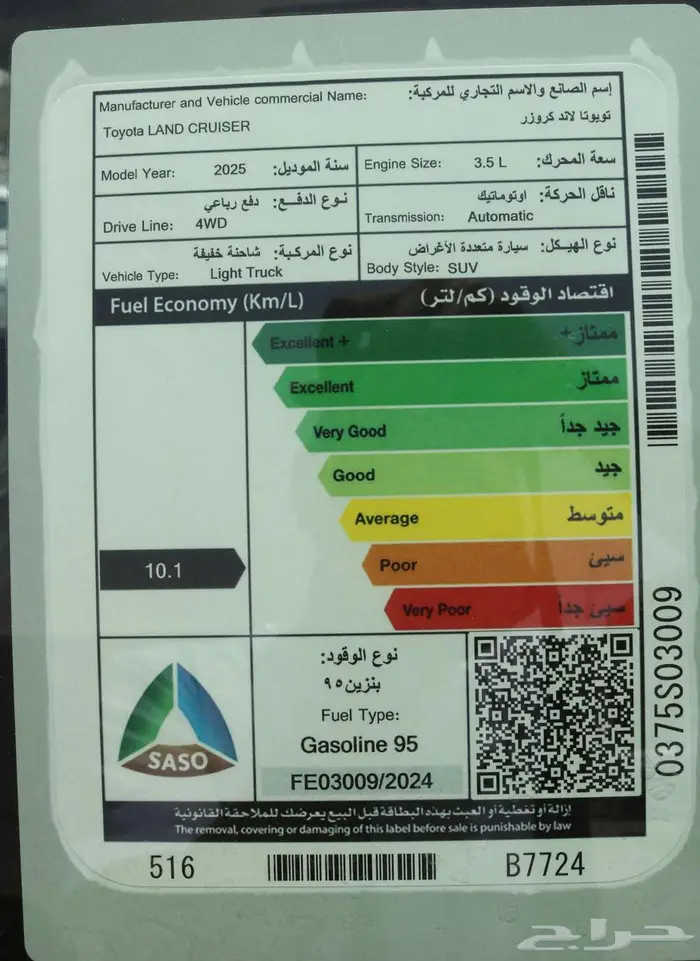 Manufacturer and Vehicle commercial Name: إسم الصانع والاسم التجاري للمركبة:
Toyota LAND CRUISER تويوتا لاند كروزر
Model Year: 2025 سنة الموديل:
Engine Size: 3.5 L سعة المحرك:
نوع الدفـع: دفع رباعي
Drive Line: 4WD
ناقل الحركة: اوتوماتيك
Transmission: Automatic
نوع المركبة: شاحنة خفيفة
Vehicle Type: Light Truck
نوع الهيكل: سيارة متعددة الأغراض
Body Style: SUV
Fuel Economy (Km/L) اقتصاد الوقود (كم/لتر)
Excellent + ممتاز+
Excellent ممتاز
Very Good جيد جداً
Good جيد
Average متوسط
10.1
Poor سيئ
Very Poor سيئ جداً
SASO
نوع الوقود:
بنزين ٩٥
Fuel Type:
Gasoline 95
FE03009/2024
0375S03009
إزالة أو تغطية أو العبث بهذه البطاقة قبل البيع يعرضك للملاحقة القانونية
The removal, covering or damaging of this label before sale is punishable by law
516 B7724
حراج